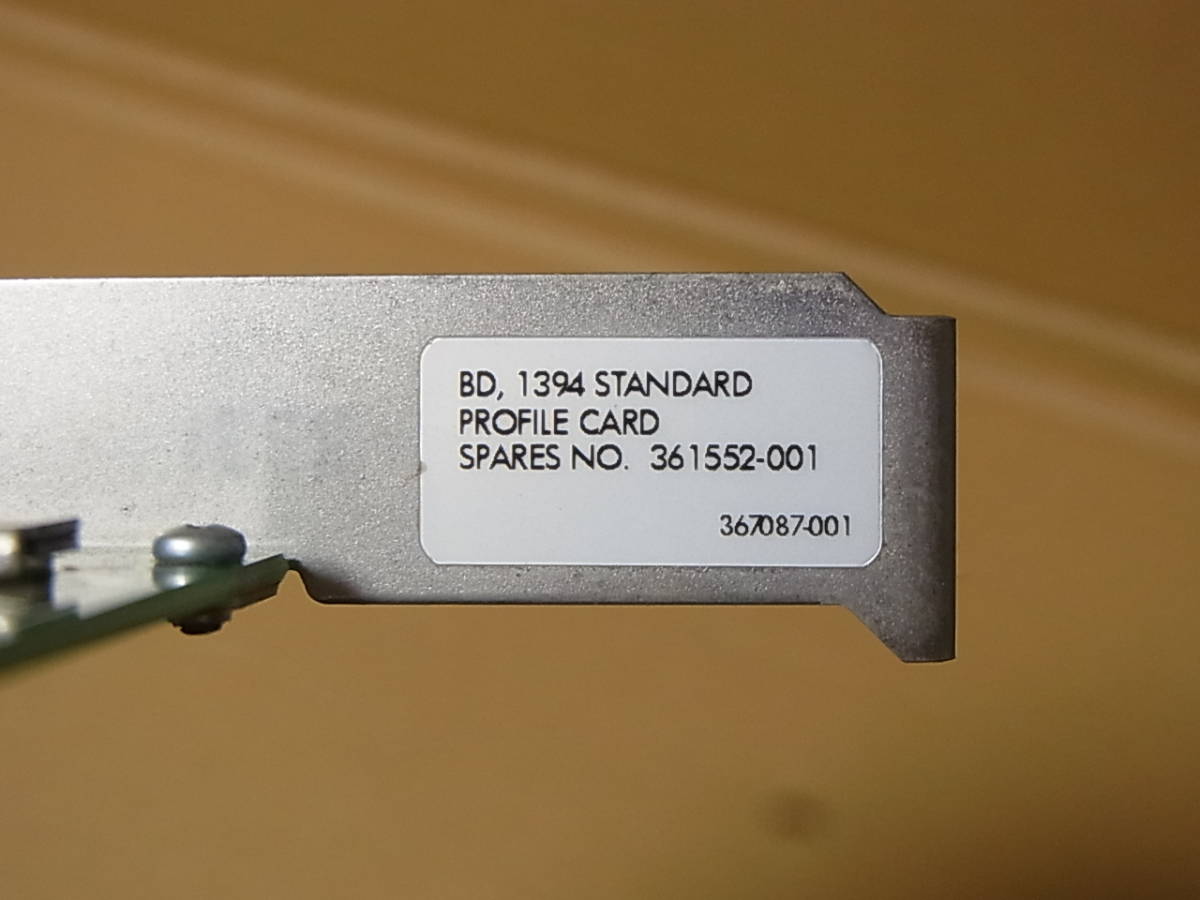 BD, 1394 STANDARD
PROFILE CARD
SPARES NO. 361552-001
367087-001